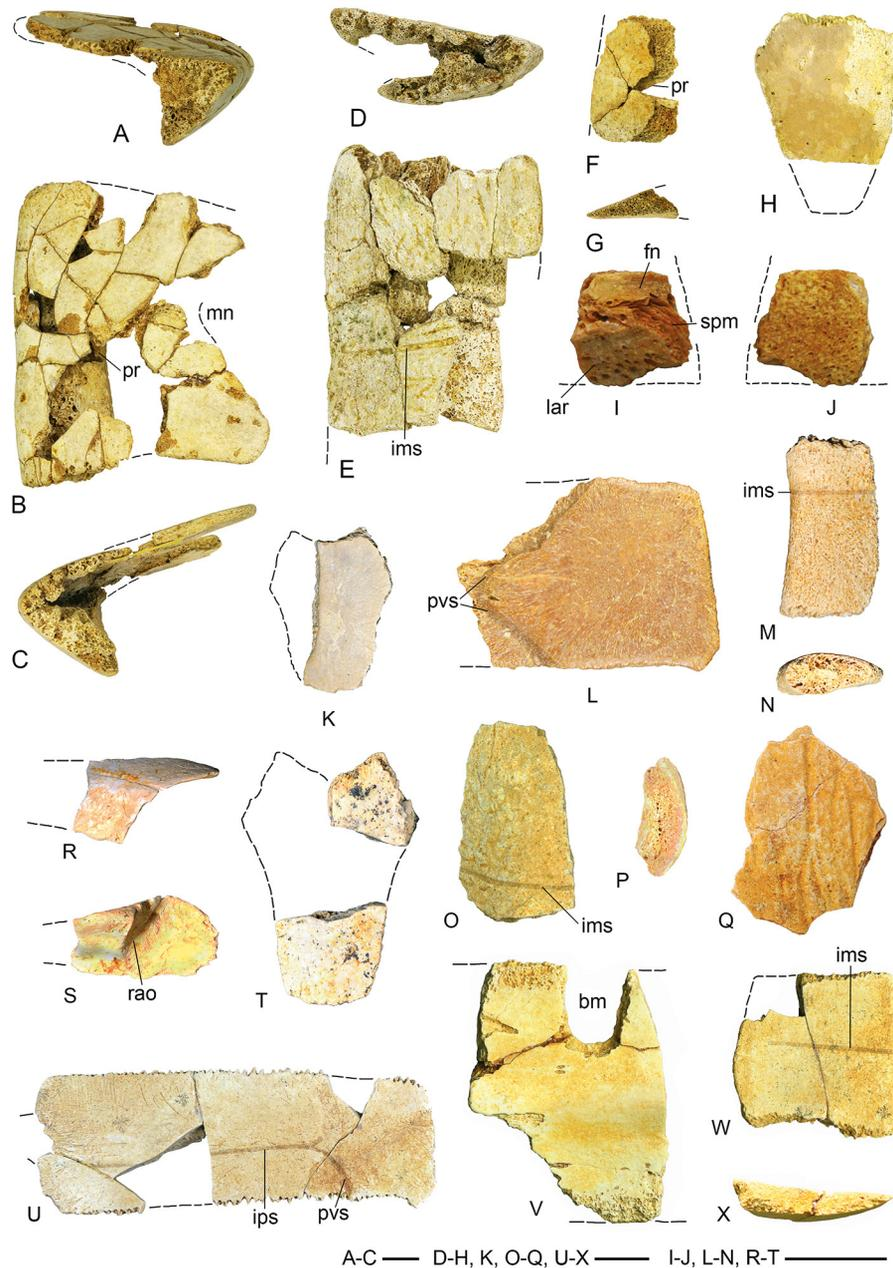 A
D
F
pr
H
G
fn
spm
lar
I
J
B
pr
mn
E
ims
C
K
pvs
L
ims
M
N
R
S
rao
T
O
ims
P
Q
U
ips
pvs
V
bm
W
ims
X
A-C D-H, K, O-Q, U-X I-J, L-N, R-T